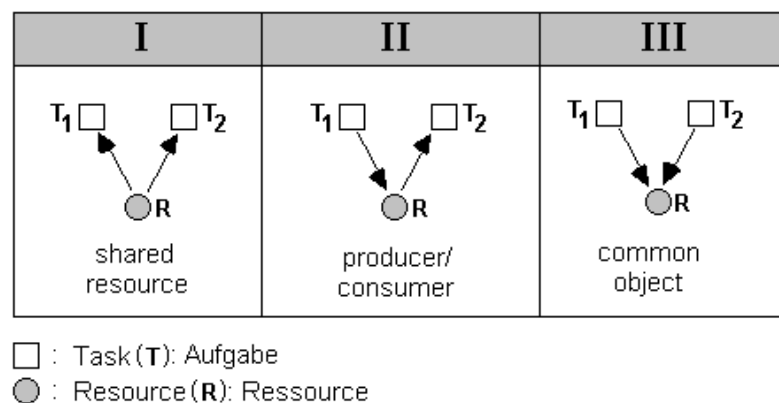 I II III
T1 T2 T1 T2 T1 T2
R R R
shared
resource
producer/
consumer
common
object
: Task(T): Aufgabe
: Resource(R): Ressource